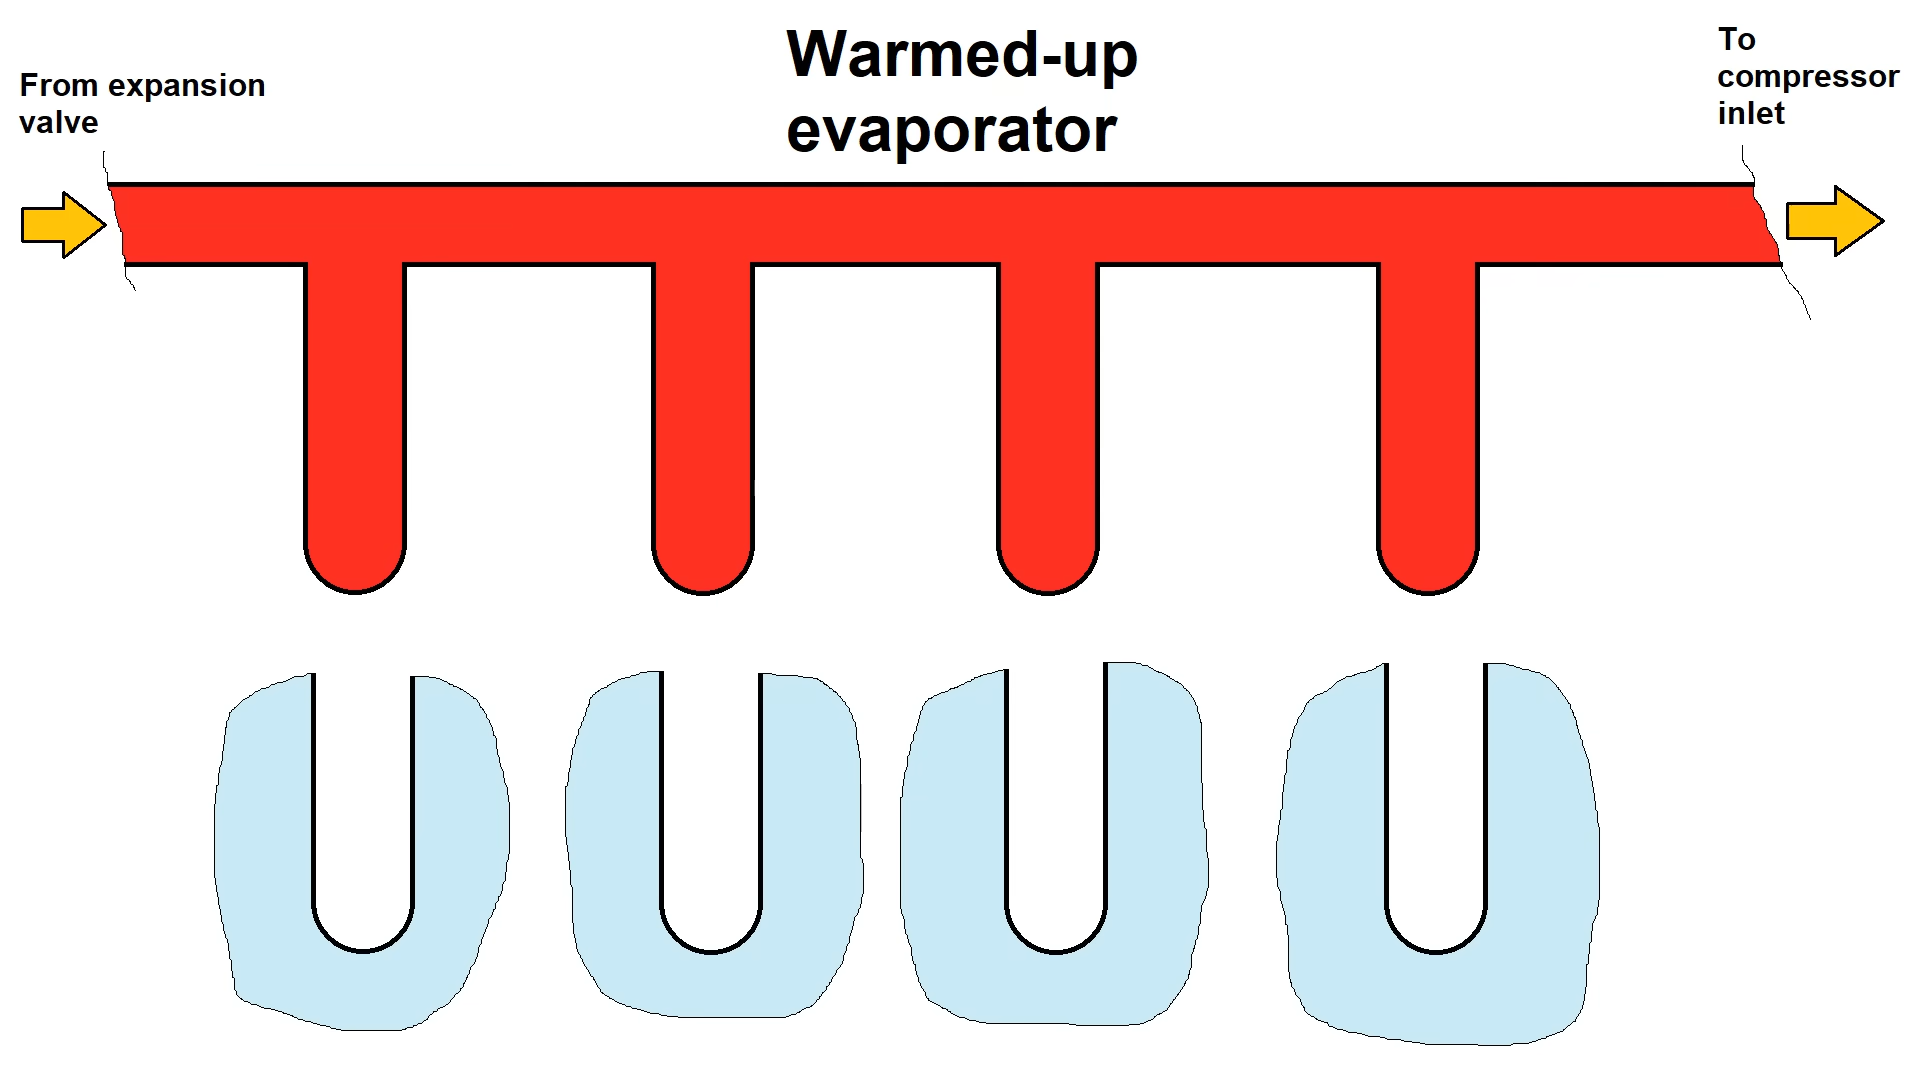 Warmed-up
evaporator
From expansion
valve
To
compressor
inlet